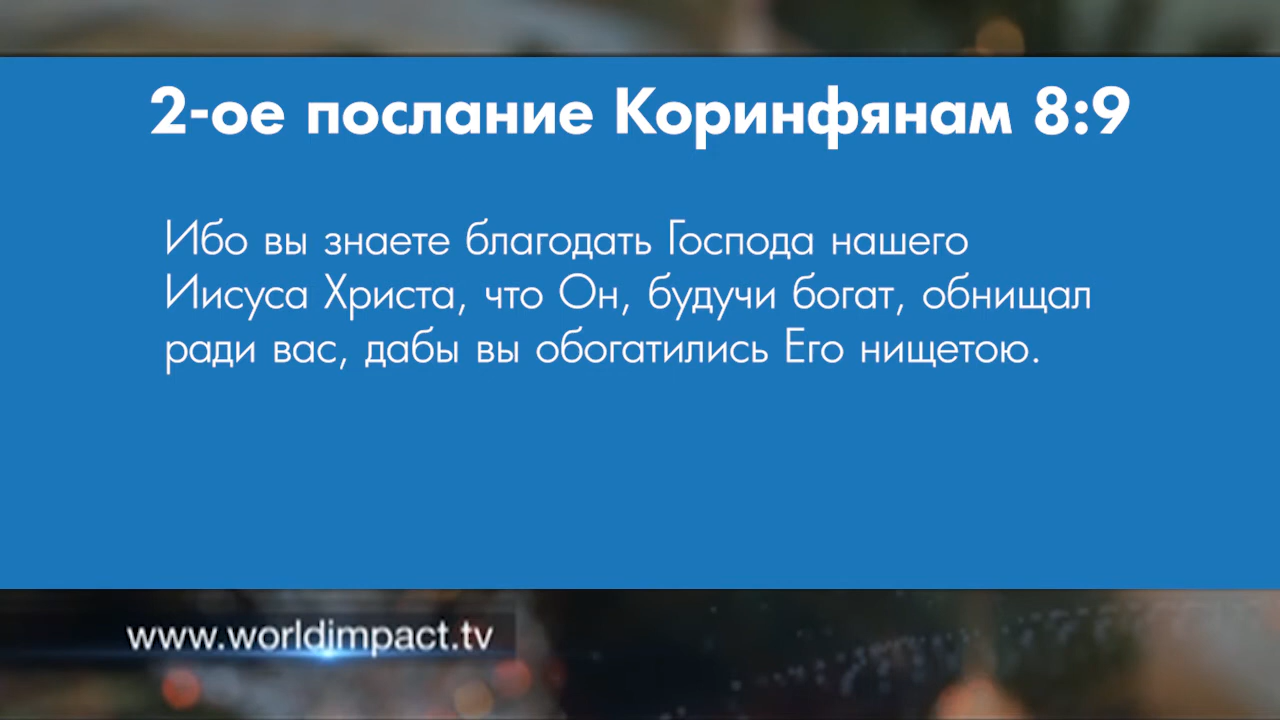 2-ое послание Коринфянам 8:9
Ибо вы знаете благодать Господа нашего
Иисуса Христа, что Он, будучи богат, обнищал
ради вас, дабы вы обогатились Его нищетою.
www.worldimpact.tv